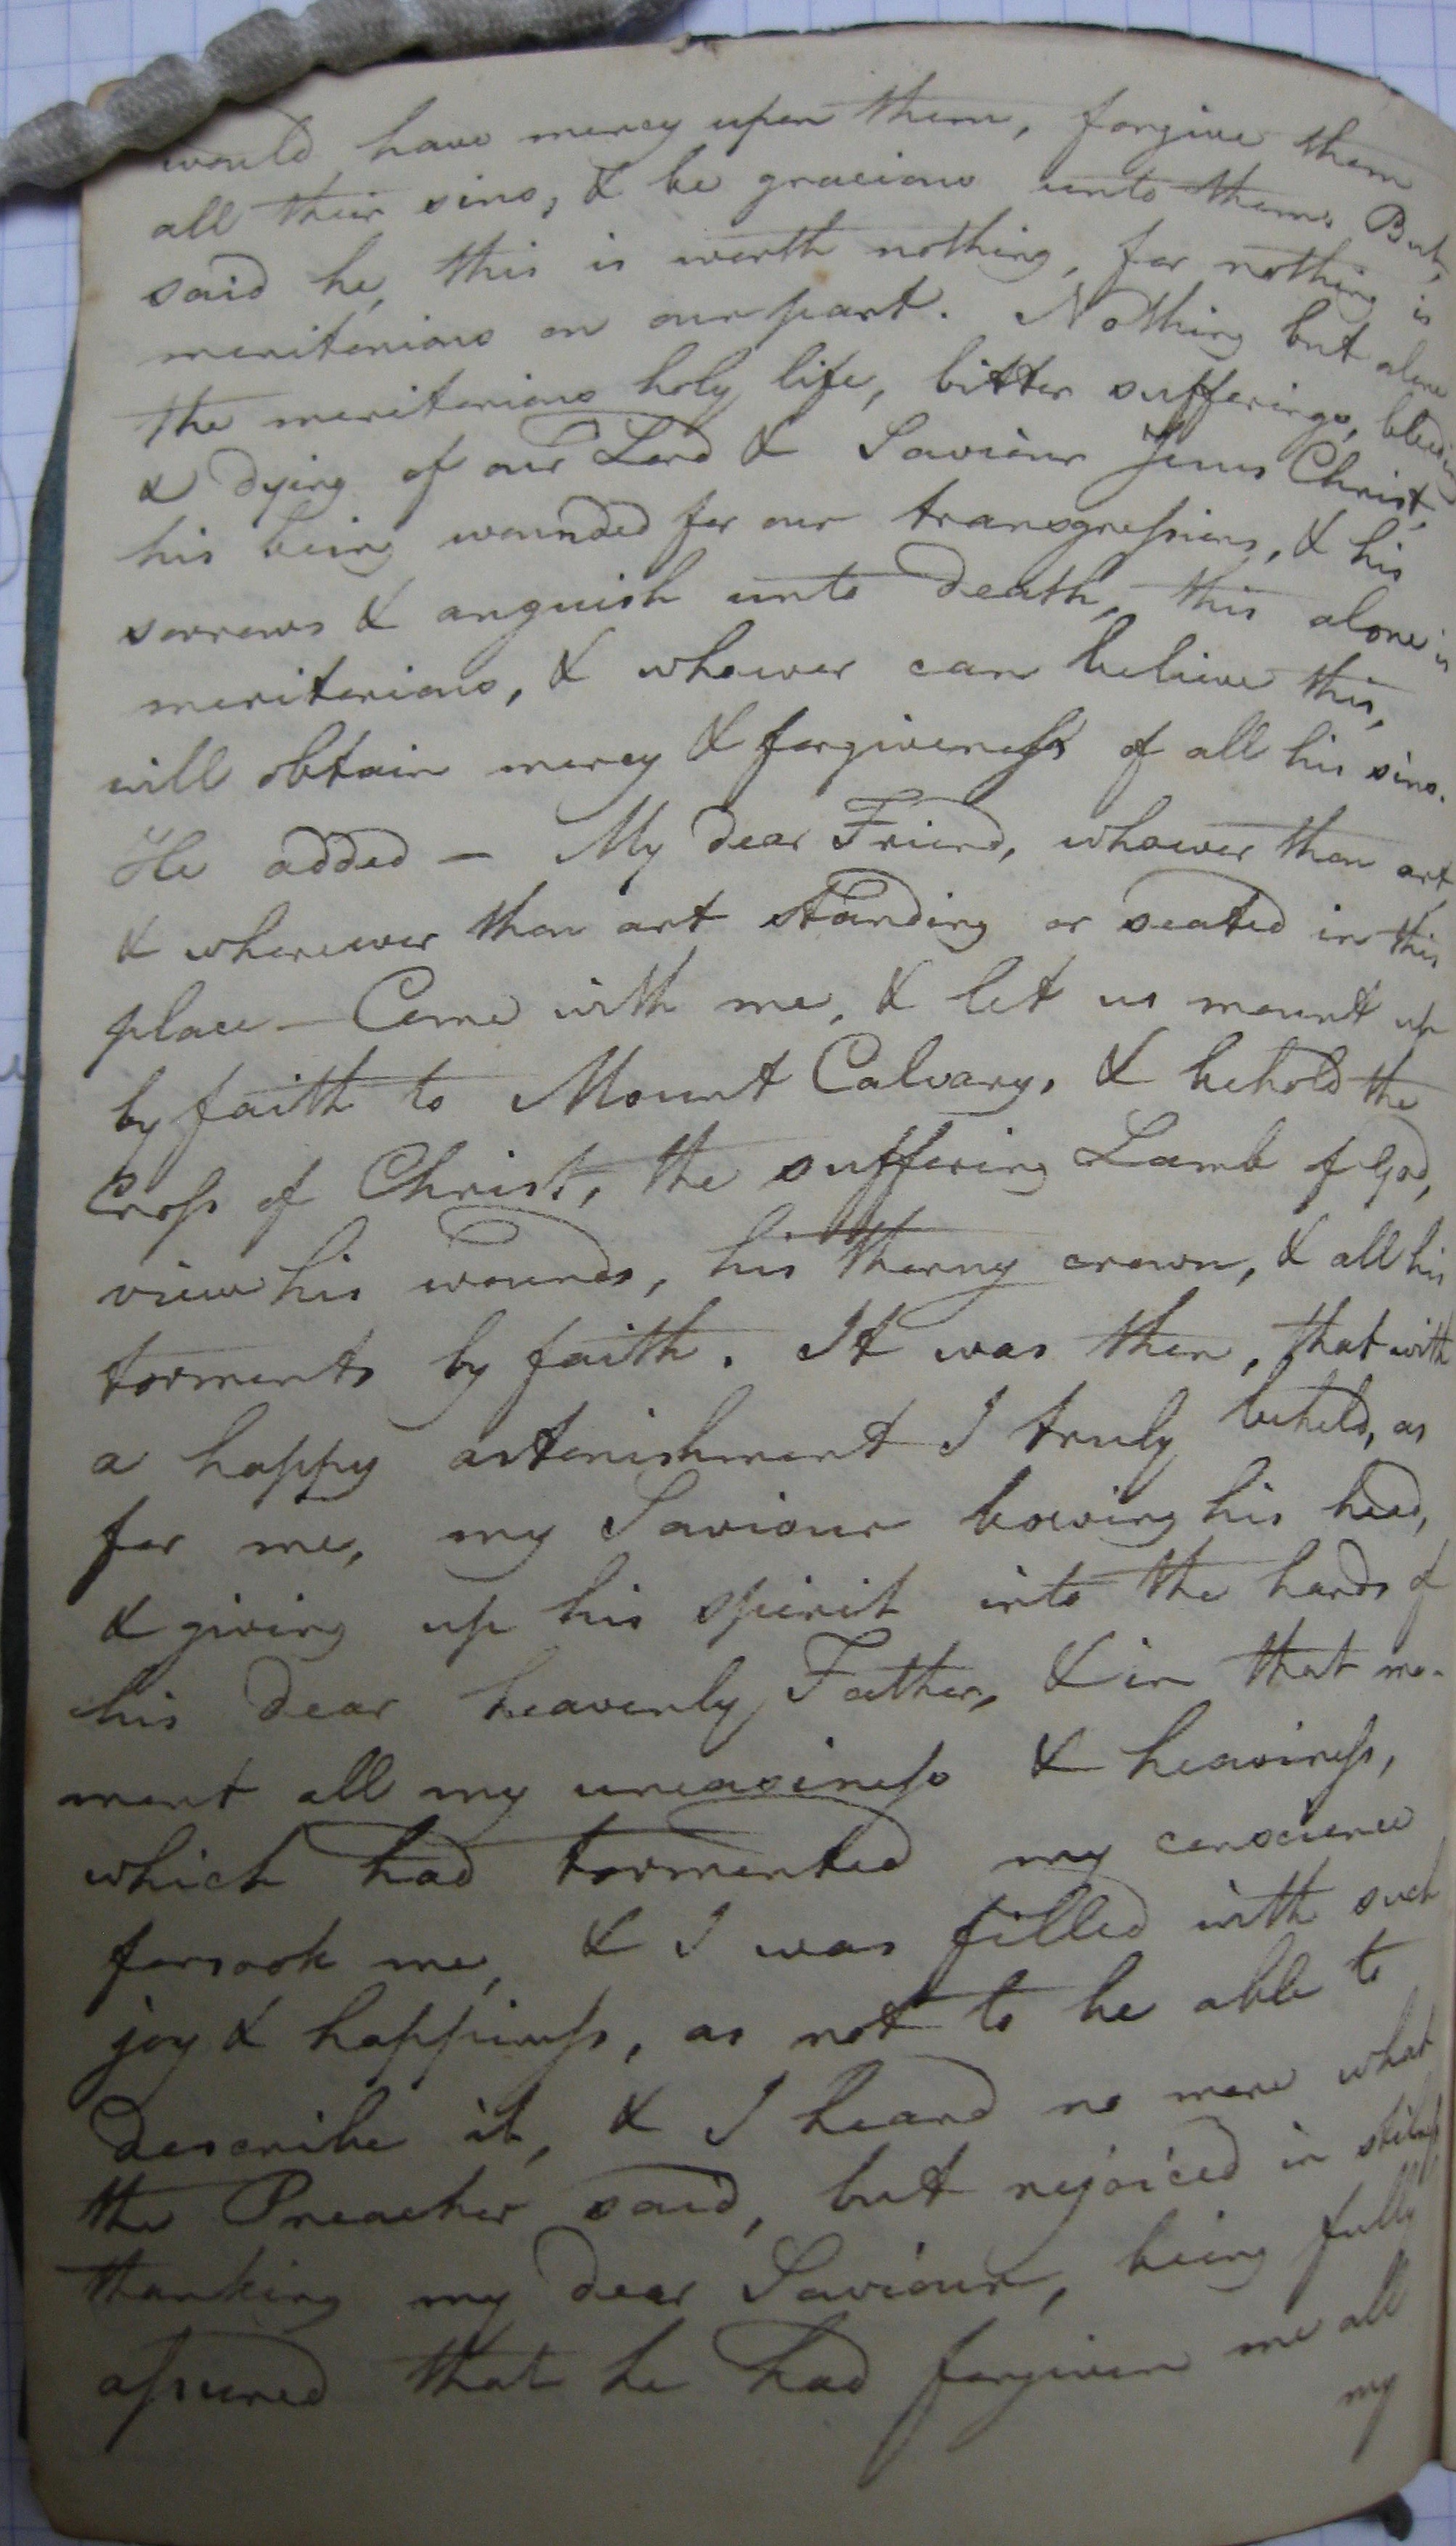 would have mercy upon them, forgive them
all their sins, & be gracious unto them. But,
said he, this is worth nothing, for nothing is
meritorious on our part. Nothing but alone
the meritorious holy life, bitter sufferings, bleeding
& dying of our Lord & Saviour Jesus Christ,
his being wounded for our transgressions, & his
sorrows & anguish unto death, this alone is
meritorious, & whoever can believe this,
will obtain mercy & forgiveness of all his sins.
He added — My dear Friend, whoever thou art,
& wherever thou art standing or seated in this
place — Come with me, & let us mount up
by faith to Mount Calvary, & behold the
Cross of Christ, the suffering Lamb of God,
view his wounds, his thorny crown, & all his
torments by faith. It was then, that with
a happy astonishment I truly beheld, as
for me, my Saviour bowing his head,
& giving up his spirit into the hands of
his dear heavenly Father, & in that mo-
ment all my uneasiness & heaviness,
which had tormented my conscience
forsook me, & I was filled with such
joy & happiness, as not to be able to
describe it, & I heard no more what
the Preacher said, but rejoiced in stilness
thanking my dear Saviour, being fully
assured that he had forgiven me all
my